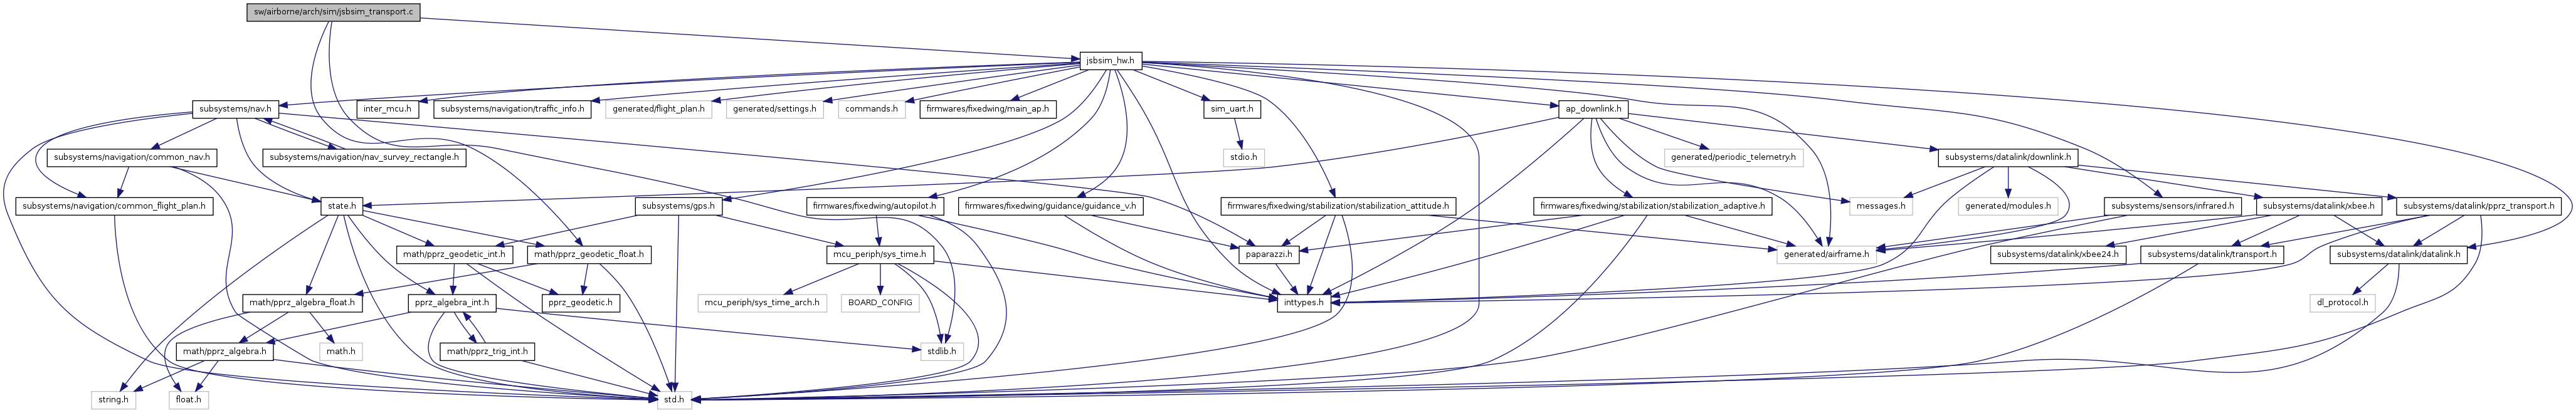 sw/airborne/arch/sim/jsbsim_transport.c
jsbsim_hw.h
subsystems/nav.h
inter_mcu.h
subsystems/navigation/traffic_info.h
generated/flight_plan.h
generated/settings.h
commands.h
firmwares/fixedwing/main_ap.h
sim_uart.h
ap_downlink.h
subsystems/navigation/common_nav.h
subsystems/navigation/nav_survey_rectangle.h
stdio.h
generated/periodic_telemetry.h
subsystems/datalink/downlink.h
subsystems/navigation/common_flight_plan.h
state.h
subsystems/gps.h
firmwares/fixedwing/autopilot.h
firmwares/fixedwing/guidance/guidance_v.h
firmwares/fixedwing/stabilization/stabilization_attitude.h
firmwares/fixedwing/stabilization/stabilization_adaptive.h
messages.h
generated/modules.h
subsystems/sensors/infrared.h
subsystems/datalink/xbee.h
subsystems/datalink/pprz_transport.h
math/pprz_geodetic_int.h
math/pprz_geodetic_float.h
mcu_periph/sys_time.h
paparazzi.h
generated/airframe.h
subsystems/datalink/xbee24.h
subsystems/datalink/transport.h
subsystems/datalink/datalink.h
math/pprz_algebra_float.h
pprz_algebra_int.h
pprz_geodetic.h
mcu_periph/sys_time_arch.h
BOARD_CONFIG
inttypes.h
dl_protocol.h
math/pprz_algebra.h
math.h
math/pprz_trig_int.h
stdlib.h
string.h
float.h
std.h